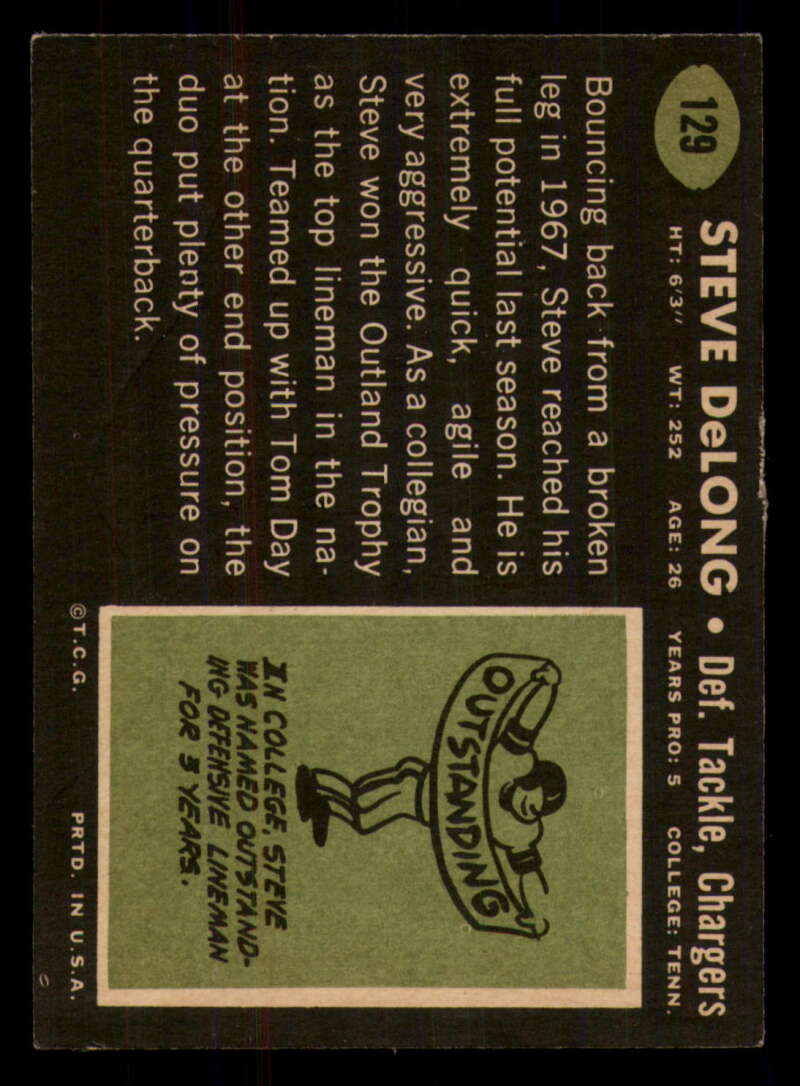 129
STEVE DeLONG • Def. Tackle, Chargers
HT: 6'3" WT: 252 AGE: 26 YEARS PRO: 5 COLLEGE: TENN.
Bouncing back from a broken
leg in 1967, Steve reached his
full potential last season. He is
extremely quick, agile and
very aggressive. As a collegian,
Steve won the Outland Trophy
as the top lineman in the na-
tion. Teamed up with Tom Day
at the other end position, the
duo put plenty of pressure on
the quarterback.
OUTSTANDING
IN COLLEGE, STEVE
WAS NAMED OUTSTAND-
ING DEFENSIVE LINEMAN
FOR 3 YEARS.
©T.C.G. PRTD. IN U.S.A.